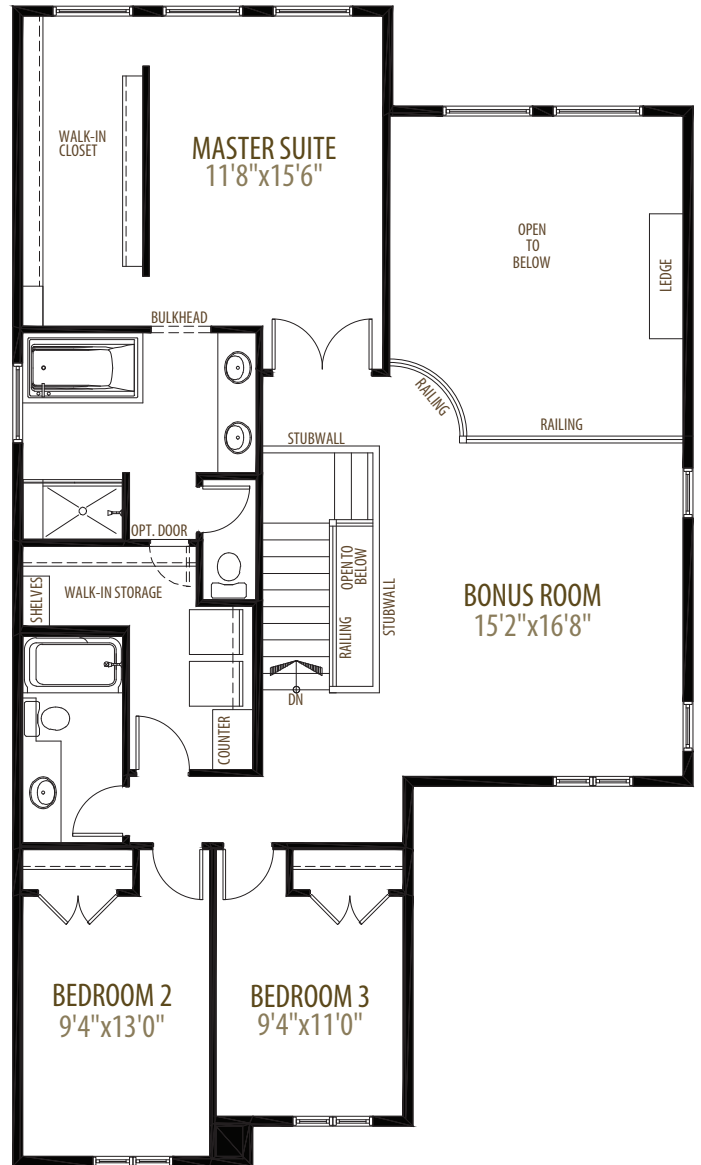 WALK-IN
CLOSET
MASTER SUITE
11'8"x15'6"
OPEN
TO
BELOW
LEDGE
BULKHEAD
RAILING
RAILING
STUBWALL
OPT. DOOR
OPEN TO
BELOW
SHELVES
WALK-IN STORAGE
STUBWALL
BONUS ROOM
15'2"x16'8"
RAILING
DN
COUNTER
BEDROOM 2
9'4"x13'0"
BEDROOM 3
9'4"x11'0"